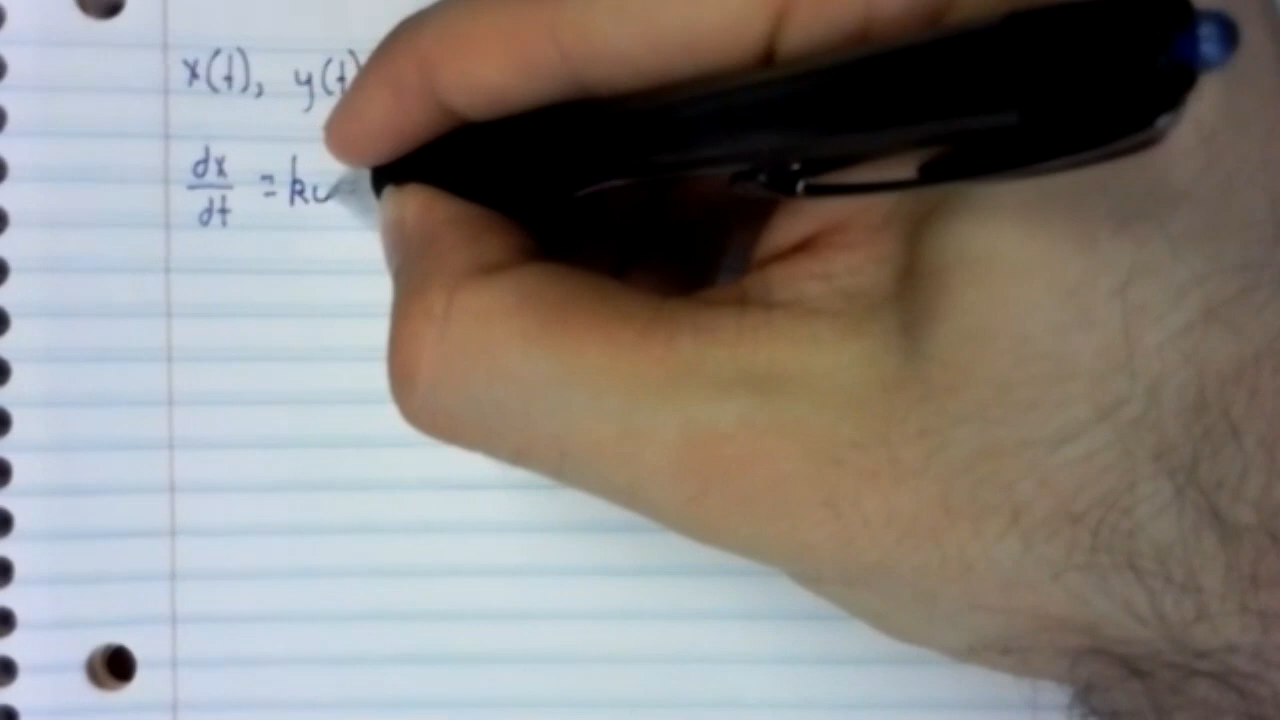 x(t), y(t)
dx/dt = k